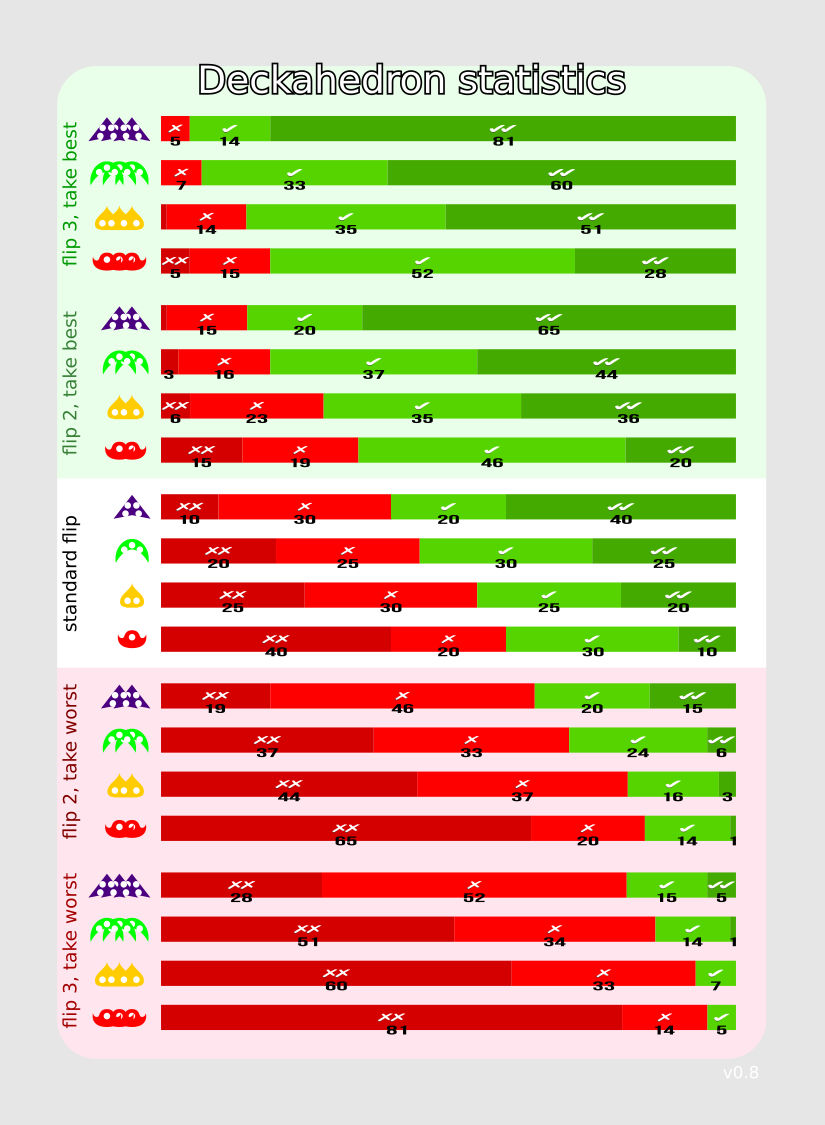 Deckahedron statistics
flip 3, take best
5 14 81
7 33 60
14 35 51
5 15 52 28
flip 2, take best
15 20 65
3 16 37 44
6 23 35 36
15 19 46 20
standard flip
10 30 20 40
20 25 30 25
25 30 25 20
40 20 30 10
flip 2, take worst
19 46 20 15
37 33 24 6
44 37 16 3
65 20 14 1
flip 3, take worst
28 52 15 5
51 34 14 1
60 33 7
81 14 5
v0.8